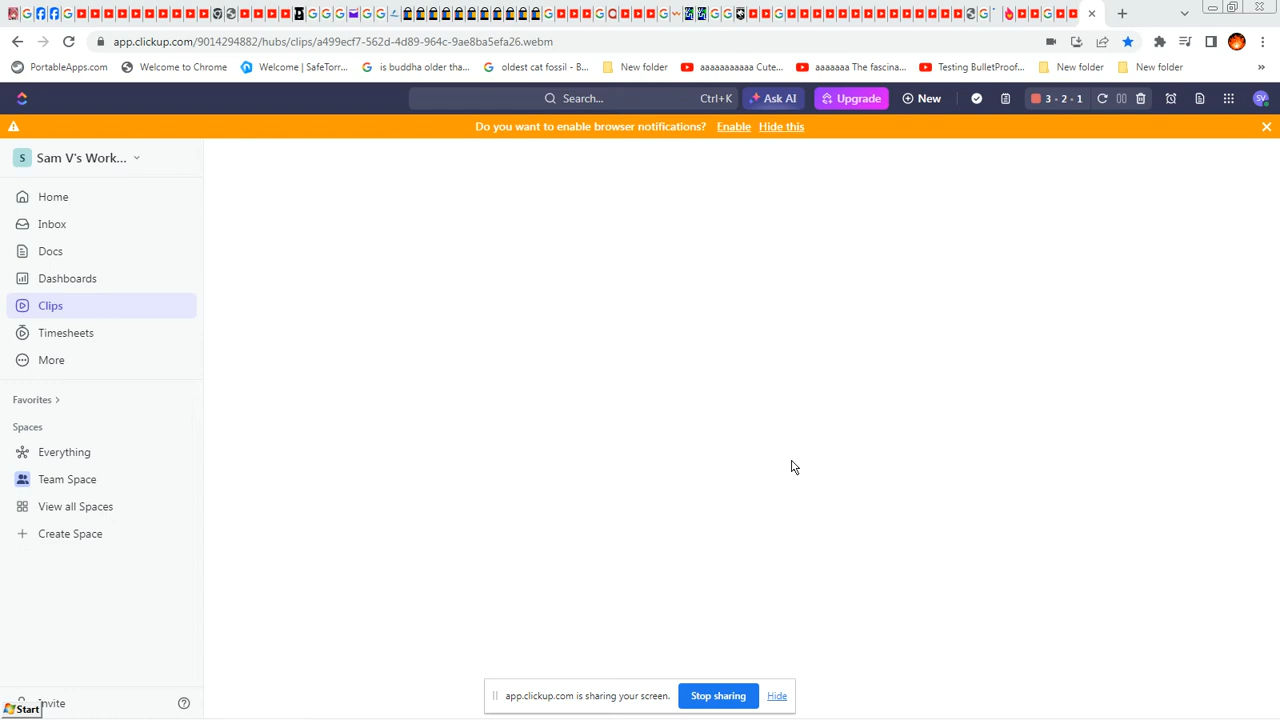 app.clickup.com/9014294882/hubs/clips/a499ecf7-562d-4d89-964c-9ae8ba5efa26.webm
PortableApps.com Welcome to Chrome Welcome | SafeTorr... is buddha older tha... oldest cat fossil - B... New folder aaaaaaaaaaa Cute... aaaaaaa The fascina... Testing BulletProof... New folder New folder »
Search... Ctrl+K Ask AI Upgrade New 3 - 2 - 1 SV
Do you want to enable browser notifications? Enable Hide this
S Sam V's Work...
Home
Inbox
Docs
Dashboards
Clips
Timesheets
More
Favorites
Spaces
Everything
Team Space
View all Spaces
Create Space
app.clickup.com is sharing your screen. Stop sharing Hide
Invite
Start